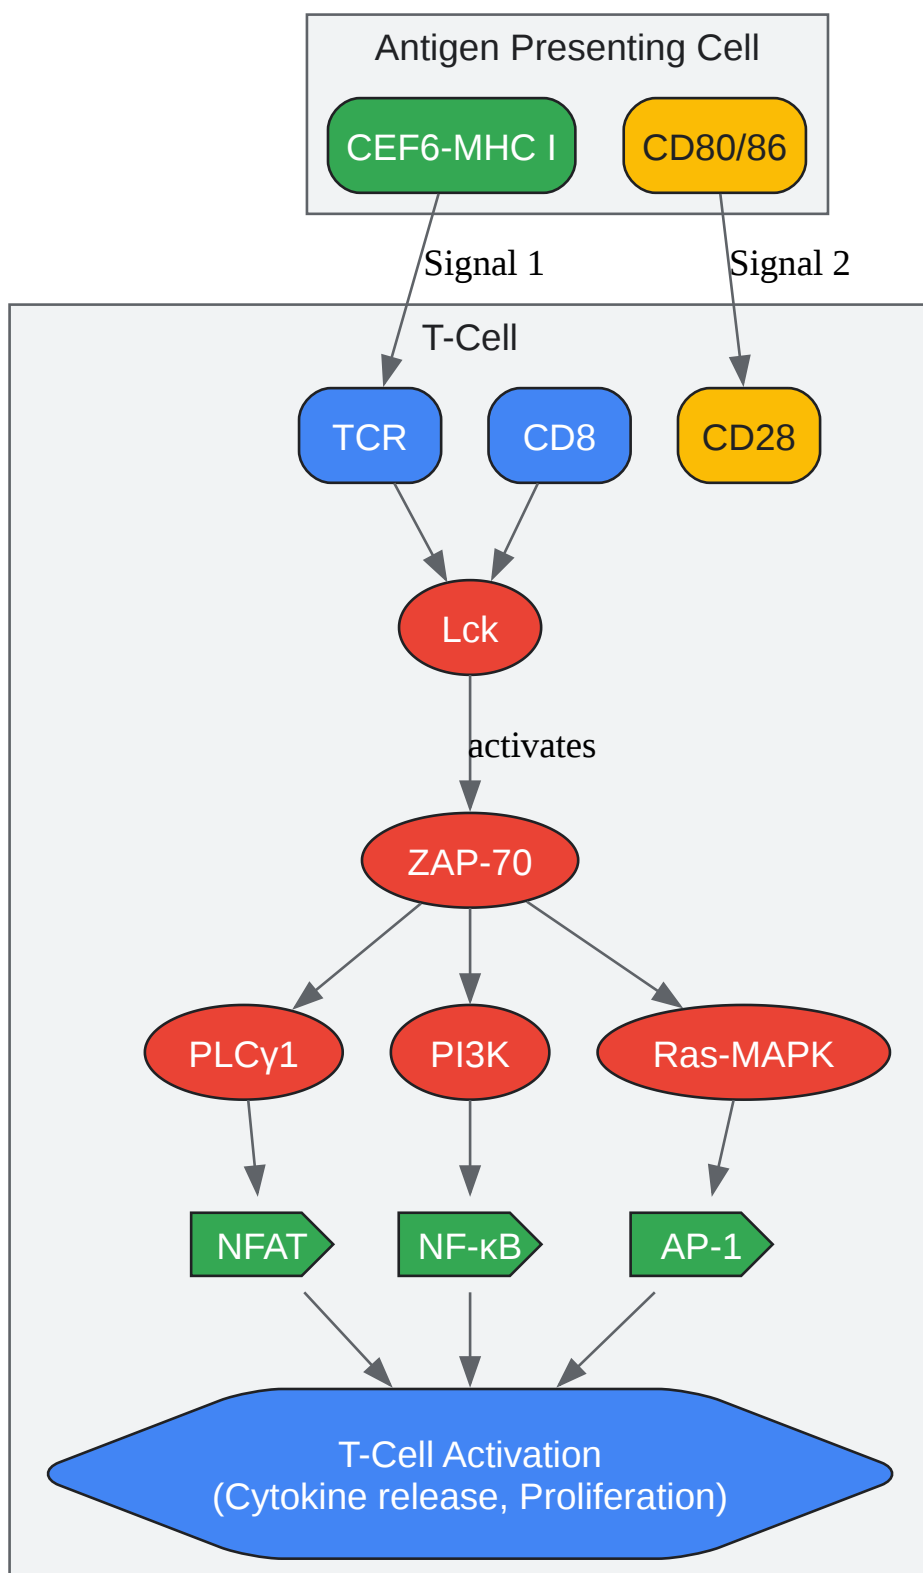 Antigen Presenting Cell
CEF6-MHC I
CD80/86
Signal 1
Signal 2
T-Cell
TCR
CD8
CD28
Lck
activates
ZAP-70
PLCγ1
PI3K
Ras-MAPK
NFAT
NF-κB
AP-1
T-Cell Activation
(Cytokine release, Proliferation)